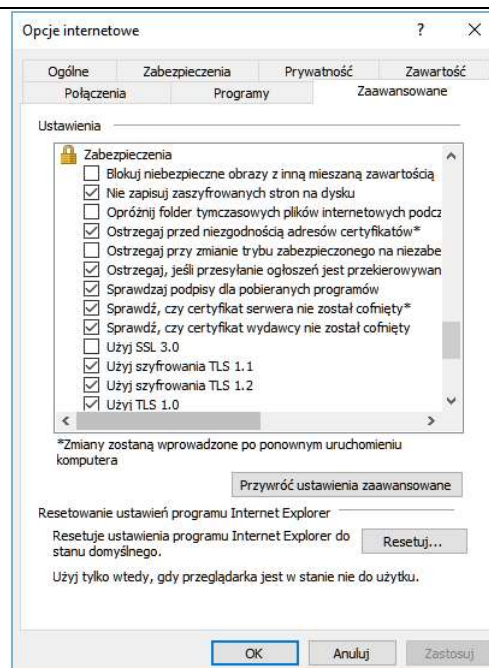 Opcje internetowe ? ×
Ogólne Zabezpieczenia Prywatność Zawartość
Połączenia Programy Zaawansowane
Ustawienia
Zabezpieczenia
Blokuj niebezpieczne obrazy z inną mieszaną zawartością
Nie zapisuj zaszyfrowanych stron na dysku
Opróżnij folder tymczasowych plików internetowych podcz
Ostrzegaj przed niezgodnością adresów certyfikatów*
Ostrzegaj przy zmianie trybu zabezpieczonego na niezabe
Ostrzegaj, jeśli przesyłanie ogłoszeń jest przekierowywan
Sprawdzaj podpisy dla pobieranych programów
Sprawdź, czy certyfikat serwera nie został cofnięty*
Sprawdź, czy certyfikat wydawcy nie został cofnięty
Użyj SSL 3.0
Użyj szyfrowania TLS 1.1
Użyj szyfrowania TLS 1.2
Użyj TLS 1.0
*Zmiany zostaną wprowadzone po ponownym uruchomieniu
komputera
Przywróć ustawienia zaawansowane
Resetowanie ustawień programu Internet Explorer
Resetuje ustawienia programu Internet Explorer do
stanu domyślnego.
Resetuj...
Użyj tylko wtedy, gdy przeglądarka jest w stanie nie do użytku.
OK Anuluj Zastosuj